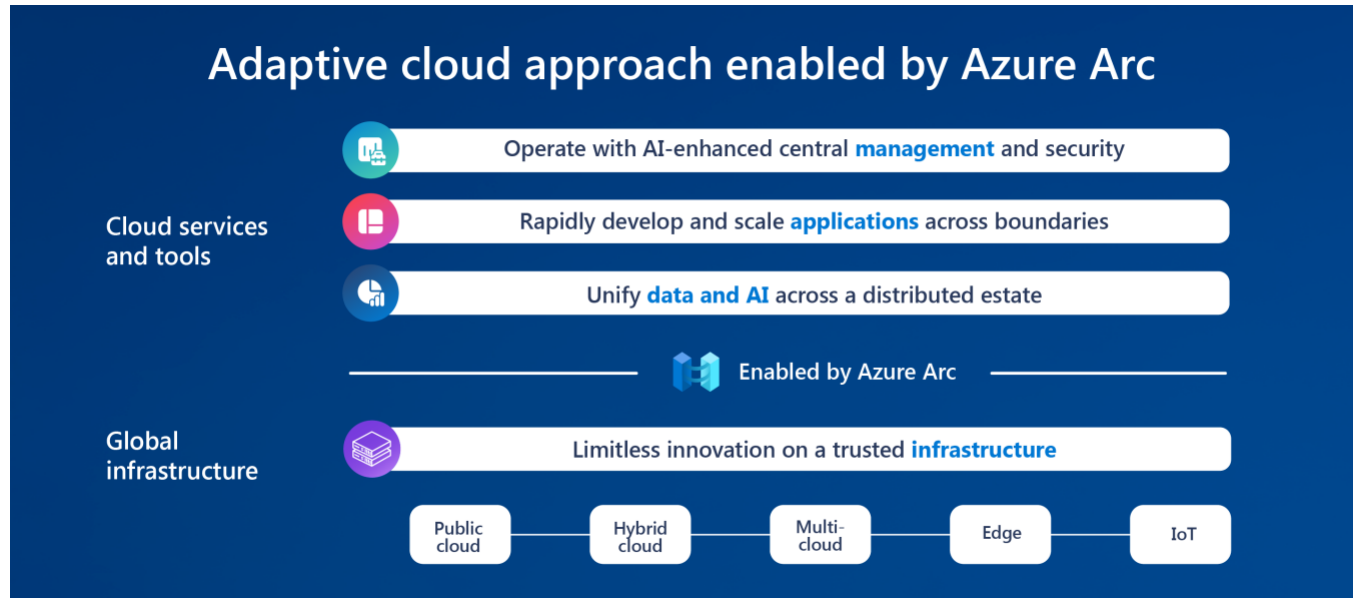 Adaptive cloud approach enabled by Azure Arc
Cloud services
and tools
Operate with AI-enhanced central management and security
Rapidly develop and scale applications across boundaries
Unify data and AI across a distributed estate
Enabled by Azure Arc
Global
infrastructure
Limitless innovation on a trusted infrastructure
Public
cloud
Hybrid
cloud
Multi-
cloud
Edge
IoT